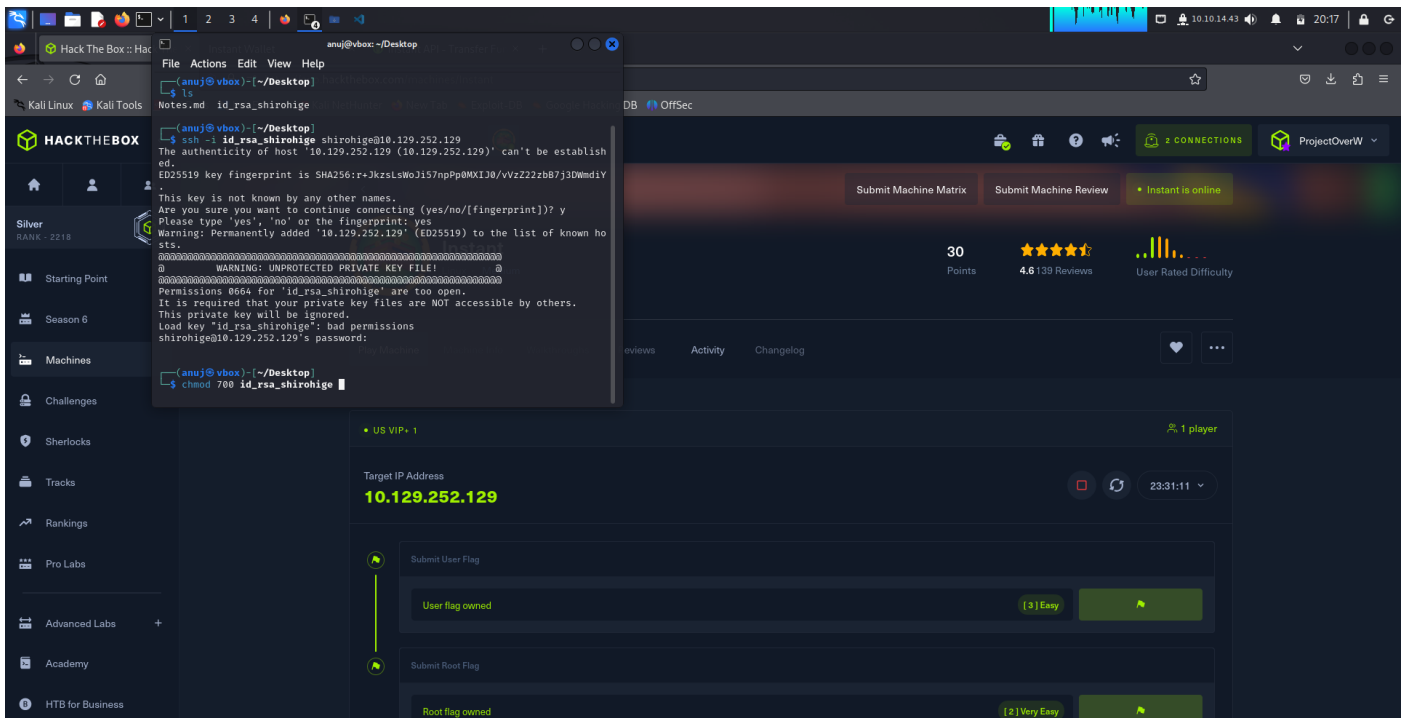 1 2 3 4
10.10.14.43
20:17
Hack The Box :: Hac
anuj@vbox: ~/Desktop
File Actions Edit View Help
Kali Linux
Kali Tools
DB
OffSec
┌──(anuj㉿vbox)-[~/Desktop]
└─$ ls
Notes.md id_rsa_shirohige
┌──(anuj㉿vbox)-[~/Desktop]
└─$ ssh -i id_rsa_shirohige shirohige@10.129.252.129
The authenticity of host '10.129.252.129 (10.129.252.129)' can't be establish
ed.
ED25519 key fingerprint is SHA256:r+JkzsLsWoJi57npPp0MXIJ0/vVzZ22zbB7j3DWmdiY
.
This key is not known by any other names.
Are you sure you want to continue connecting (yes/no/[fingerprint])? y
Please type 'yes', 'no' or the fingerprint: yes
Warning: Permanently added '10.129.252.129' (ED25519) to the list of known ho
sts.
@@@@@@@@@@@@@@@@@@@@@@@@@@@@@@@@@@@@@@@@@@@@@@@@@@@@@@@@@@@
@         WARNING: UNPROTECTED PRIVATE KEY FILE!          @
@@@@@@@@@@@@@@@@@@@@@@@@@@@@@@@@@@@@@@@@@@@@@@@@@@@@@@@@@@@
Permissions 0664 for 'id_rsa_shirohige' are too open.
It is required that your private key files are NOT accessible by others.
This private key will be ignored.
Load key "id_rsa_shirohige": bad permissions
shirohige@10.129.252.129's password:
┌──(anuj㉿vbox)-[~/Desktop]
└─$ chmod 700 id_rsa_shirohige
HACKTHEBOX
2 CONNECTIONS
ProjectOverW
Silver
RANK - 2218
Starting Point
Season 6
Machines
Challenges
Sherlocks
Tracks
Rankings
Pro Labs
Advanced Labs +
Academy
HTB for Business
Submit Machine Matrix
Submit Machine Review
Instant is online
Instant
30
Points
4.6 139 Reviews
User Rated Difficulty
eviews
Activity
Changelog
US VIP+ 1
1 player
Target IP Address
10.129.252.129
23:31:11
Submit User Flag
User flag owned
[ 3 ] Easy
Submit Root Flag
Root flag owned
[ 2 ] Very Easy